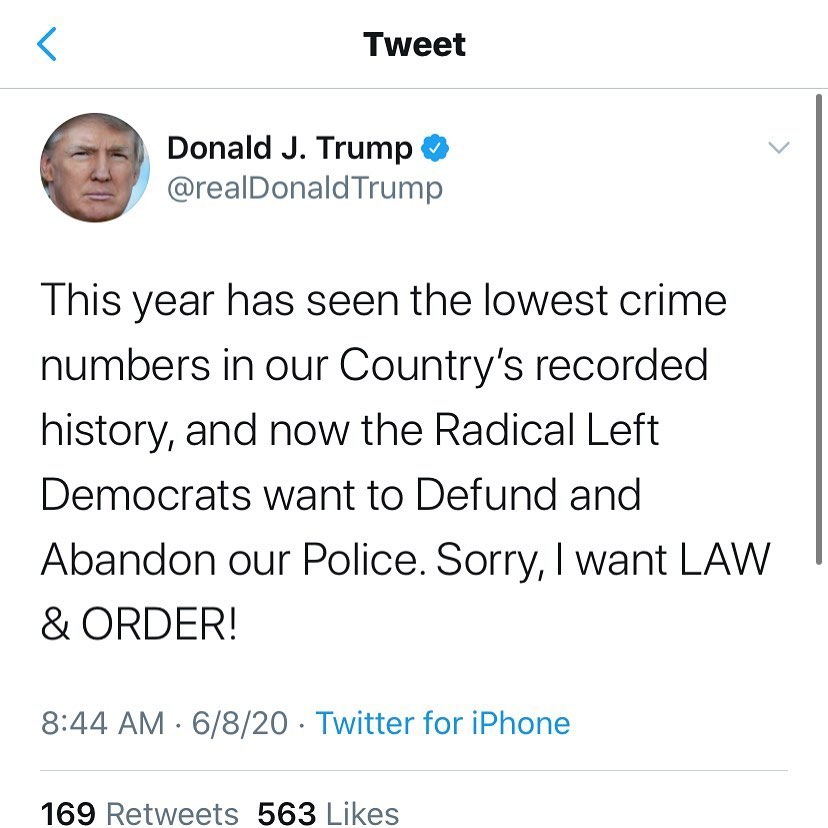 Tweet
Donald J. Trump
@realDonaldTrump
This year has seen the lowest crime
numbers in our Country’s recorded
history, and now the Radical Left
Democrats want to Defund and
Abandon our Police. Sorry, I want LAW
& ORDER!
8:44 AM · 6/8/20 · Twitter for iPhone
169 Retweets 563 Likes